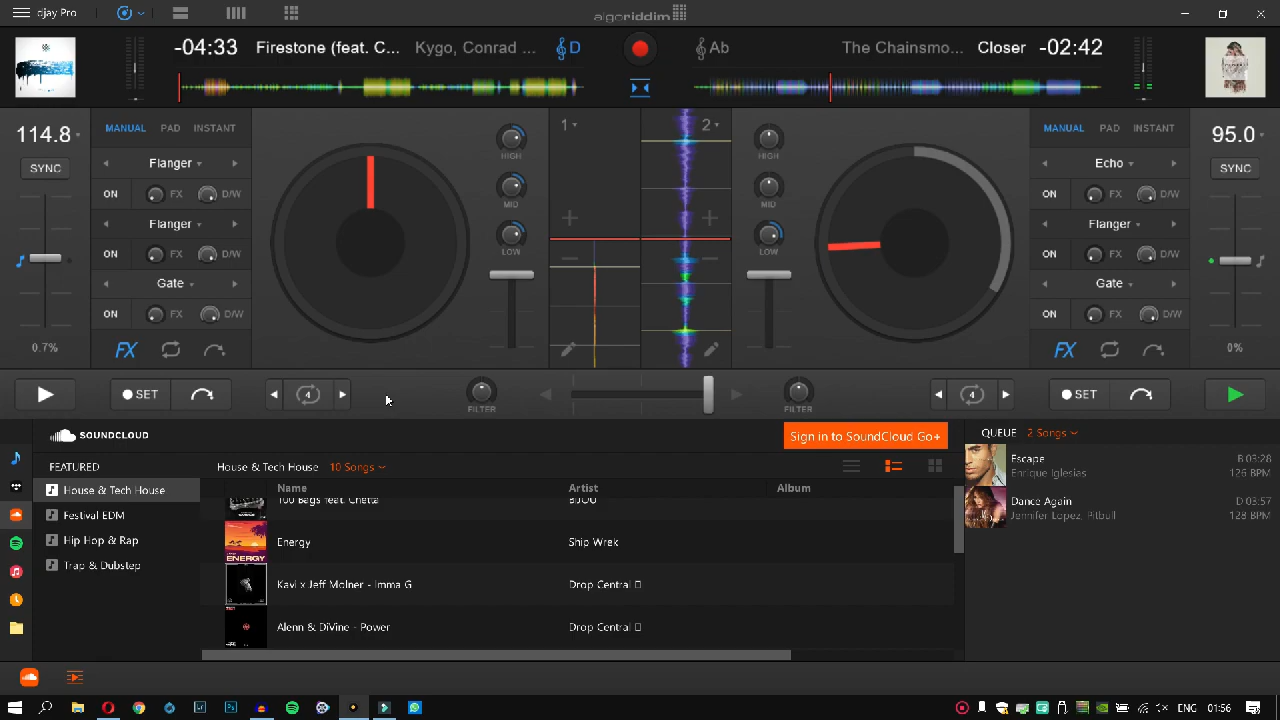 djay Pro
algoriddim
-04:33
Firestone (feat. C...
Kygo, Conrad ...
D
Ab
The Chainsmo...
Closer
-02:42
114.8
MANUAL PAD INSTANT
HIGH
1
2
HIGH
MANUAL PAD INSTANT
95.0
SYNC
Flanger
Echo
SYNC
ON FX D/W
MID
MID
ON FX D/W
Flanger
Flanger
ON FX D/W
LOW
LOW
ON FX D/W
Gate
Gate
ON FX D/W
ON FX D/W
0.7%
FX
FX
0%
SET
4
FILTER
FILTER
4
SET
SOUNDCLOUD
Sign in to SoundCloud Go+
QUEUE 2 Songs
FEATURED
House & Tech House 10 Songs
Escape B 03:28
Enrique Iglesias 126 BPM
House & Tech House
Name Artist Album
100 Bags feat. Chetta BIJOU
Dance Again D 03:57
Jennifer Lopez, Pitbull 128 BPM
Festival EDM
Hip Hop & Rap
Trap & Dubstep
ENERGY
Energy Ship Wrek
Kavi x Jeff Molner - Imma G Drop Central
Alenn & DiVine - Power Drop Central
ENG 01:56